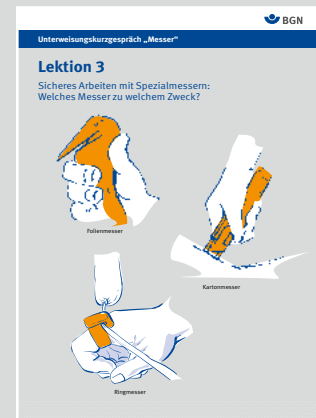 BGN
Unterweisungskurzgespräch „Messer“
Lektion 3
Sicheres Arbeiten mit Spezialmessern:
Welches Messer zu welchem Zweck?
Folienmesser
Kartonmesser
Ringmesser